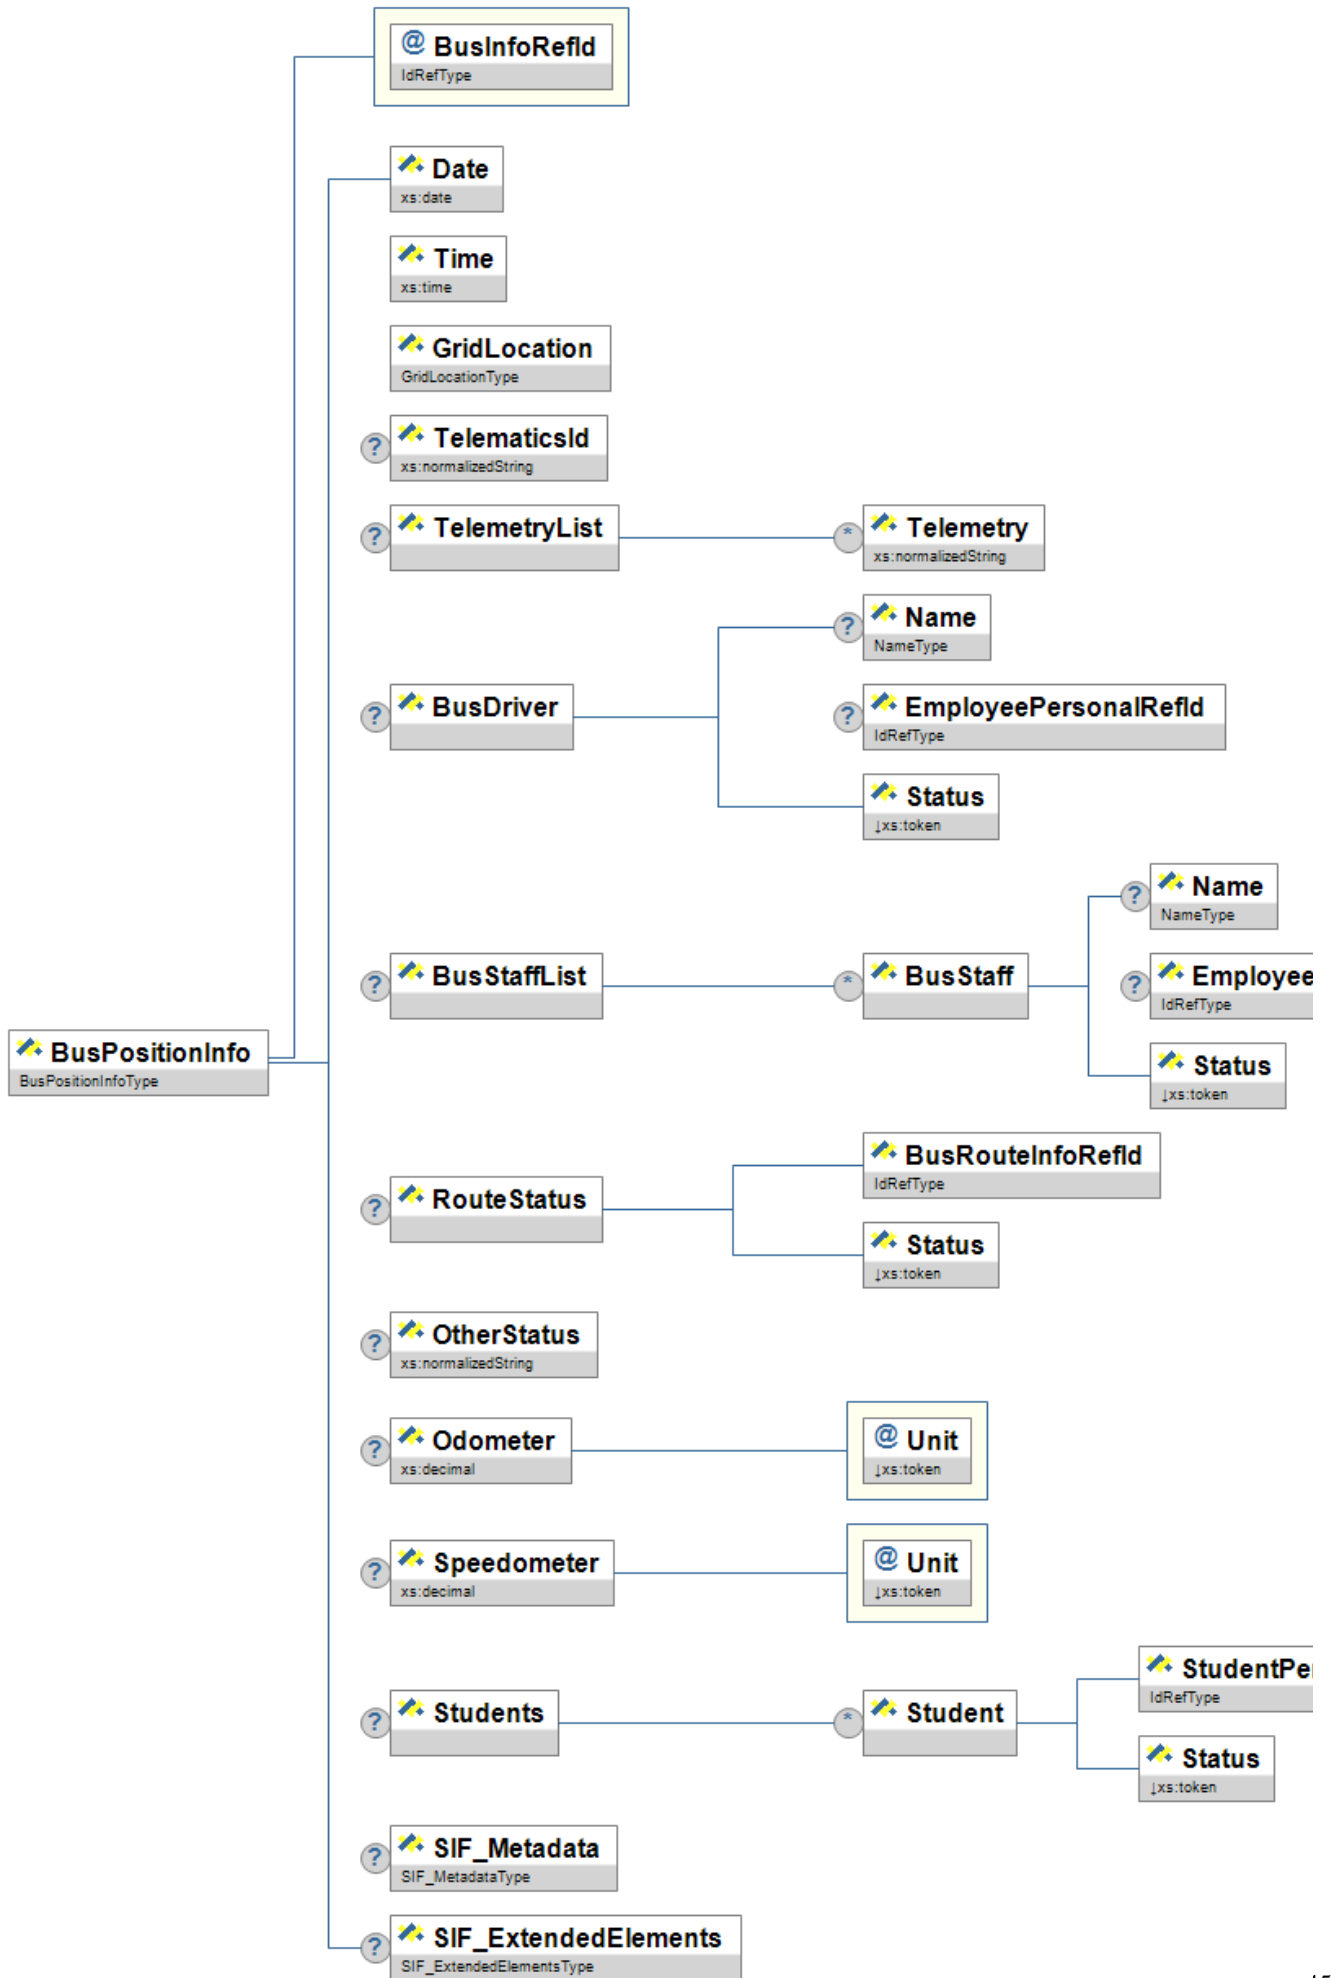 @ BusInfoRefId
IdRefType
Date
xs:date
Time
xs:time
GridLocation
GridLocationType
? TelematicsId
xs:normalizedString
? TelemetryList
* Telemetry
xs:normalizedString
? Name
NameType
? BusDriver
? EmployeePersonalRefId
IdRefType
Status
↓xs:token
? Name
NameType
? BusStaffList
* BusStaff
? Employee
IdRefType
BusPositionInfo
BusPositionInfoType
Status
↓xs:token
BusRouteInfoRefId
IdRefType
? RouteStatus
Status
↓xs:token
? OtherStatus
xs:normalizedString
? Odometer
xs:decimal
@ Unit
↓xs:token
? Speedometer
xs:decimal
@ Unit
↓xs:token
StudentPe
IdRefType
? Students
* Student
Status
↓xs:token
? SIF_Metadata
SIF_MetadataType
? SIF_ExtendedElements
SIF_ExtendedElementsType